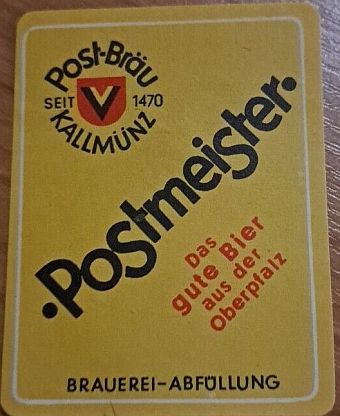 Post-Bräu
SEIT V 1470
KALLMÜNZ
·Postmeister·
Das
gute Bier
aus der
Oberpfalz
BRAUEREI-ABFÜLLUNG